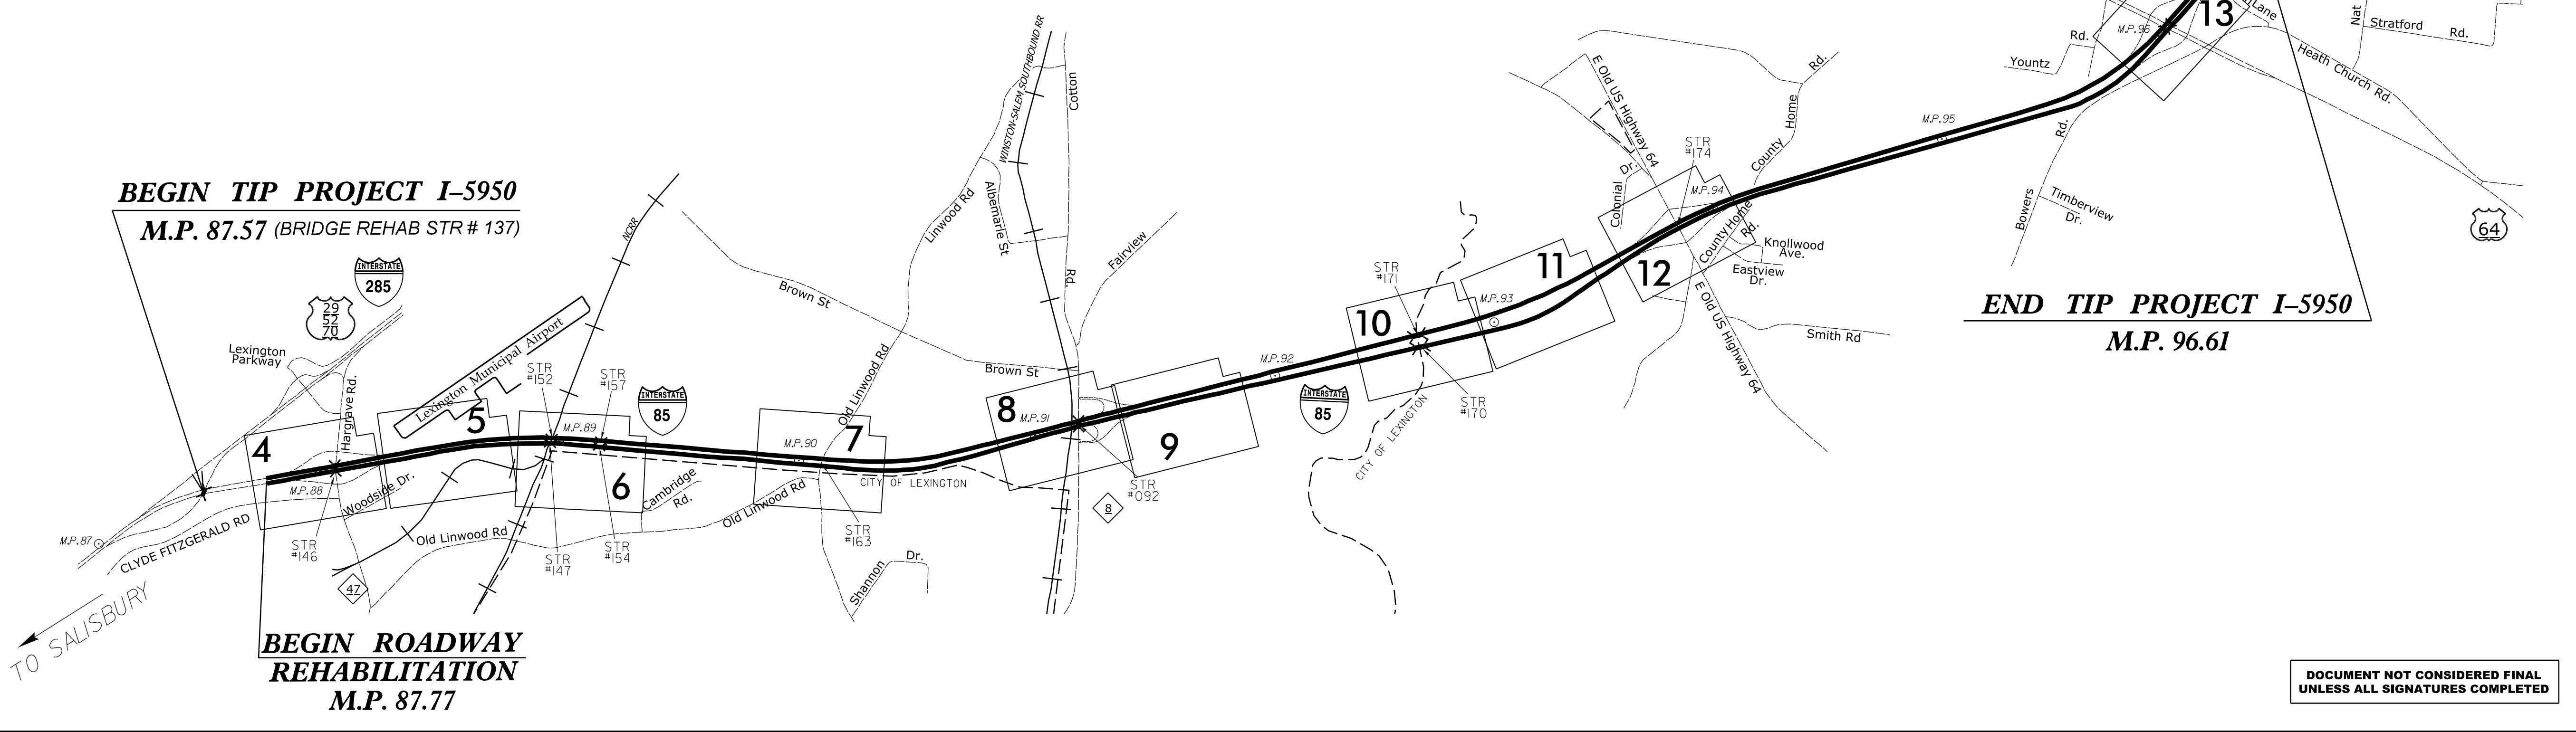 BEGIN TIP PROJECT I–5950
M.P. 87.57 (BRIDGE REHAB STR # 137)
INTERSTATE
285
29
52
70
Lexington
Parkway
Hargrave Rd.
Lexington Municipal Airport
NCRR
STR
#152
STR
#157
INTERSTATE
85
4
5
6
7
8
9
10
11
12
13
M.P.87
M.P.88
M.P.89
M.P.90
M.P.91
M.P.92
M.P.93
M.P.94
M.P.95
M.P.96
CLYDE FITZGERALD RD
TO SALISBURY
STR
#146
47
Woodside Dr.
Old Linwood Rd
STR
#147
STR
#154
Cambridge
Rd.
Old Linwood Rd
STR
#163
Shannon
Dr.
CITY OF LEXINGTON
Old Linwood Rd
Linwood Rd
Brown St
Brown St
Albemarle St
WINSTON-SALEM SOUTHBOUND RR
Cotton
Rd.
Fairview
STR
#092
8
INTERSTATE
85
CITY OF LEXINGTON
STR
#171
STR
#170
E Old US Highway 64
Colonial
Dr.
STR
#174
County
Home
Rd.
County Home
Rd.
Knollwood
Ave.
Eastview
Dr.
E Old US Highway 64
Smith Rd
Yountz
Rd.
Bowers
Rd.
Timberview
Dr.
Lane
Nat
Stratford Rd.
Heath Church Rd.
64
END TIP PROJECT I–5950
M.P. 96.61
BEGIN ROADWAY
REHABILITATION
M.P. 87.77
DOCUMENT NOT CONSIDERED FINAL
UNLESS ALL SIGNATURES COMPLETED